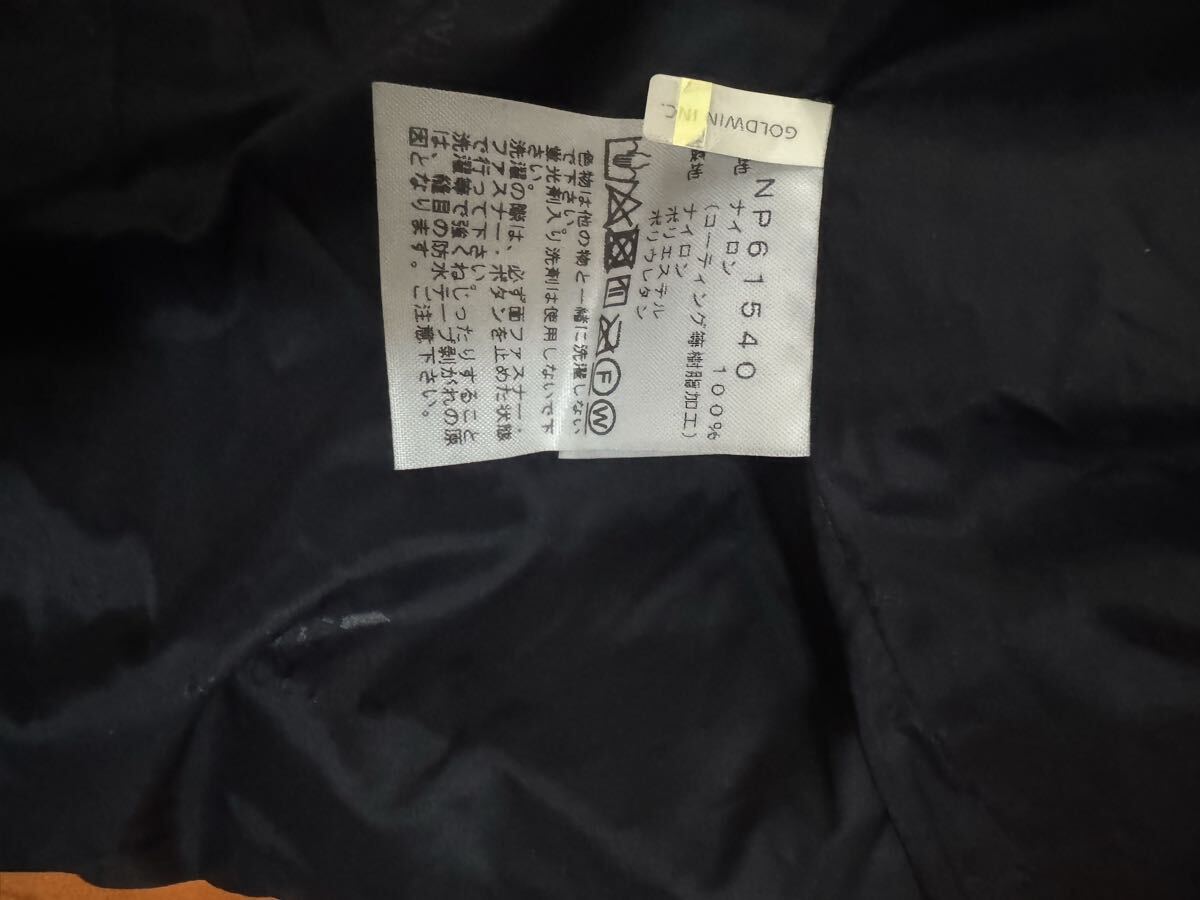 GOLDWIN INC.
NP61540
地 ナイロン 100%
(コーティング等樹脂加工)
地 ナイロン
ポリエステル
ポリウレタン
F W
色物は他の物と一緒に洗濯しない
で下さい。
蛍光剤入り洗剤は使用しないで下
さい。
洗濯の際は、必ず面ファスナー・
ファスナー・ボタンを止めた状態
で行って下さい。
洗濯等で強くねじったりすること
は、縫目の防水テープ剥がれの原
因となります。ご注意下さい。